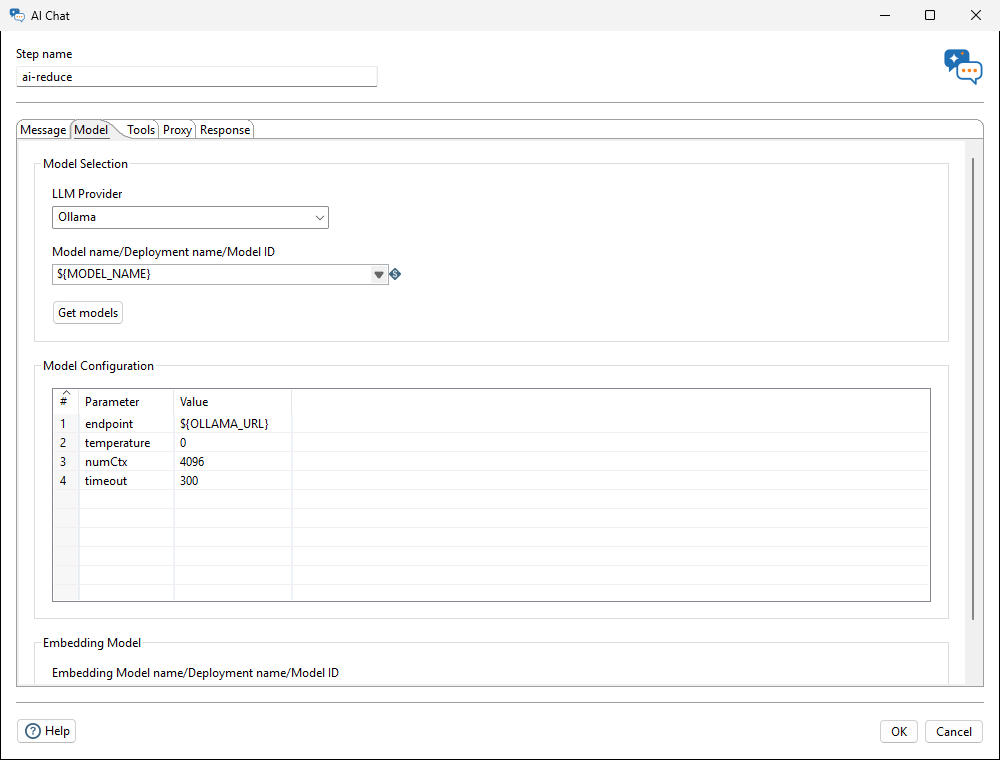 AI Chat
Step name
ai-reduce
Message Model Tools Proxy Response
Model Selection
LLM Provider
Ollama
Model name/Deployment name/Model ID
${MODEL_NAME}
Get models
Model Configuration
# Parameter Value
1 endpoint ${OLLAMA_URL}
2 temperature 0
3 numCtx 4096
4 timeout 300
Embedding Model
Embedding Model name/Deployment name/Model ID
Help OK Cancel